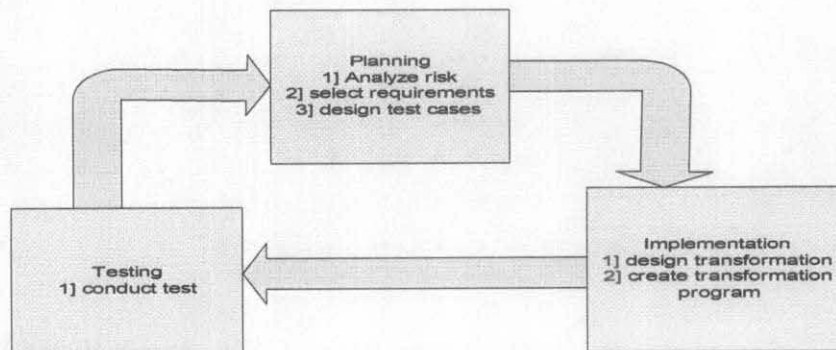 Planning
1] Analyze risk
2] select requirements
3] design test cases
Implementation
1] design transformation
2] create transformation
program
Testing
1] conduct test